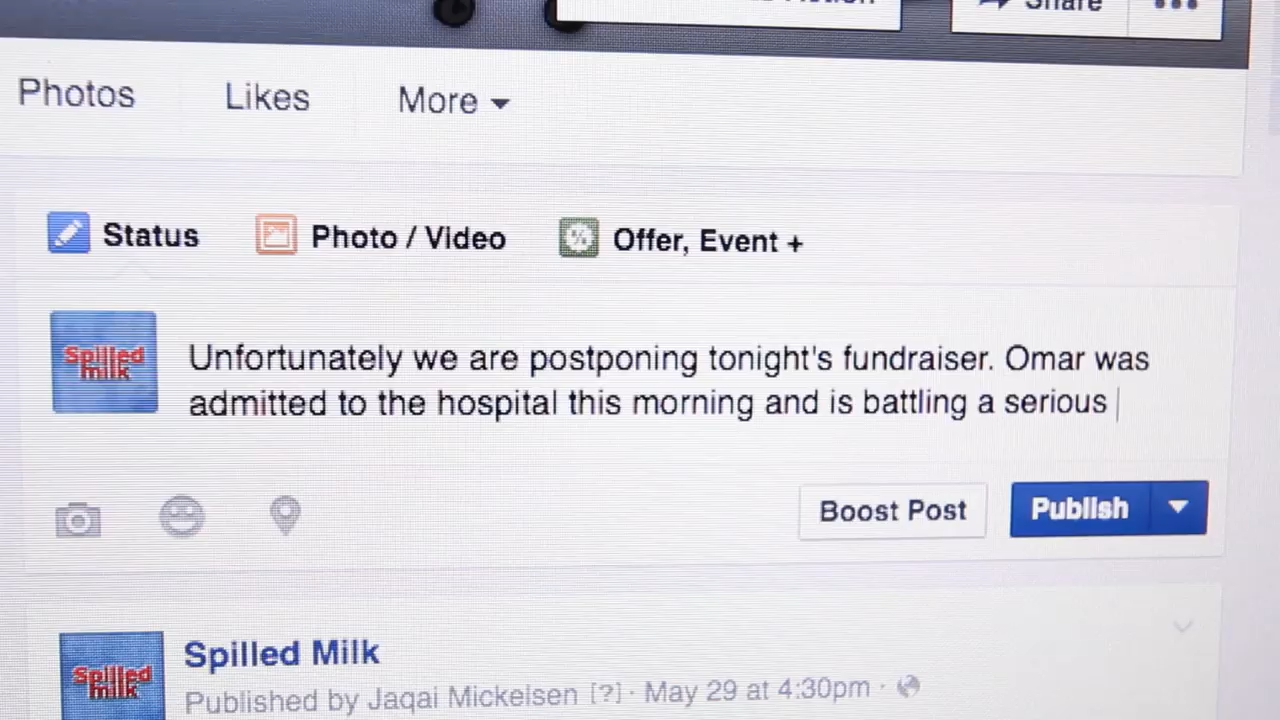 Share
Photos Likes More
Status Photo / Video Offer, Event +
Spilled milk
Unfortunately we are postponing tonight's fundraiser. Omar was
admitted to the hospital this morning and is battling a serious
Boost Post Publish
Spilled milk
Spilled Milk
Published by Jaqai Mickelsen [?] · May 29 at 4:30pm ·